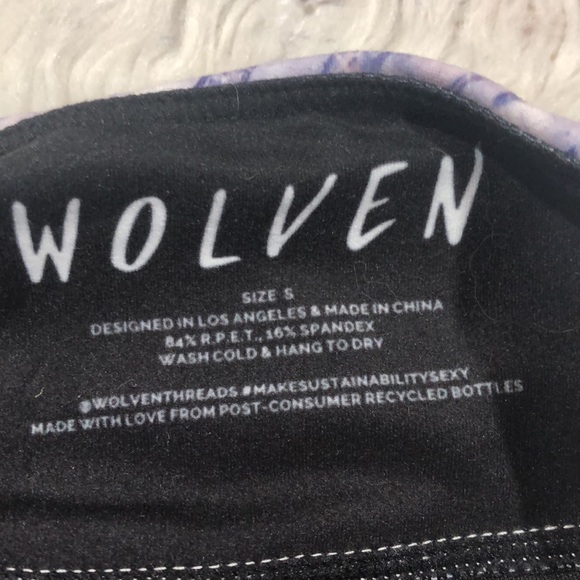 WOLVEN
SIZE S
DESIGNED IN LOS ANGELES & MADE IN CHINA
84% R.P.E.T., 16% SPANDEX
WASH COLD & HANG TO DRY
@WOLVENTHREADS #MAKESUSTAINABILITYSEXY
MADE WITH LOVE FROM POST-CONSUMER RECYCLED BOTTLES